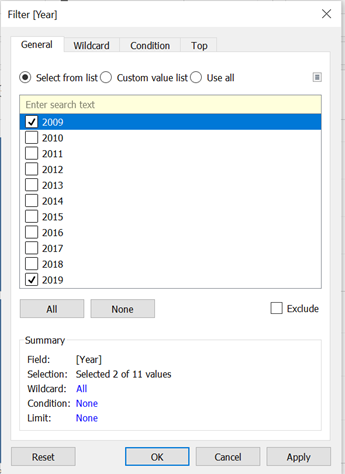 Filter [Year]
General Wildcard Condition Top
Select from list Custom value list Use all
Enter search text
2009
2010
2011
2012
2013
2014
2015
2016
2017
2018
2019
All None Exclude
Summary
Field: [Year]
Selection: Selected 2 of 11 values
Wildcard: All
Condition: None
Limit: None
Reset OK Cancel Apply